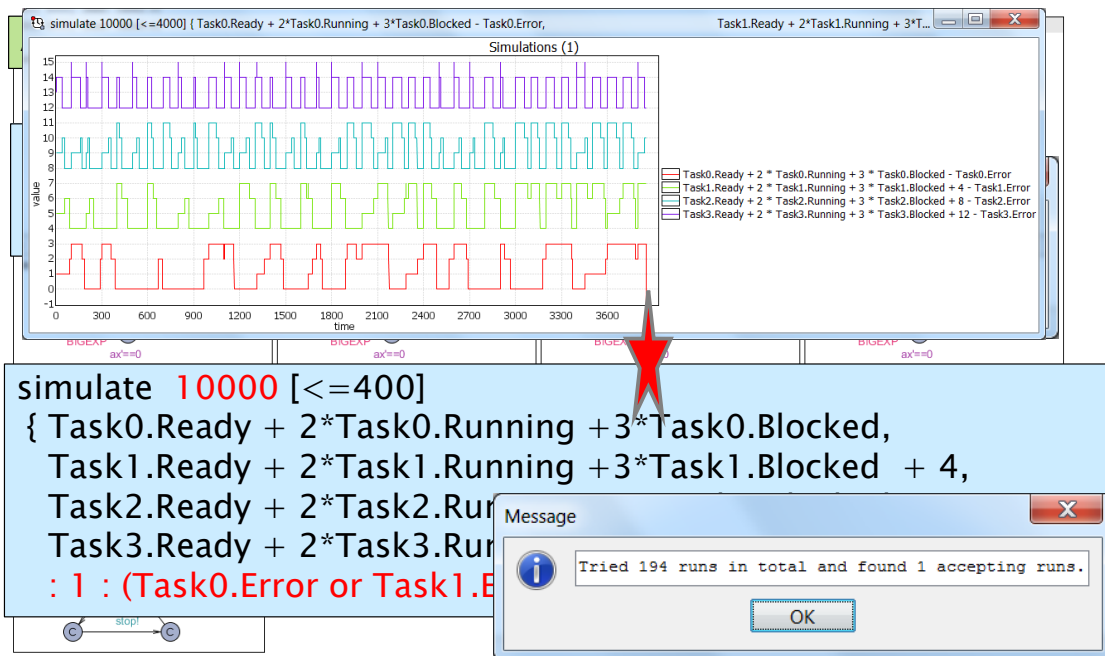 simulate 10000 [<=4000] { Task0.Ready + 2*Task0.Running + 3*Task0.Blocked - Task0.Error, Task1.Ready + 2*Task1.Running + 3*T...
Simulations (1)
15
14
13
12
11
10
9
8
7
6
5
4
3
2
1
0
-1
value
0 300 600 900 1200 1500 1800 2100 2400 2700 3000 3300 3600
time
Task0.Ready + 2 * Task0.Running + 3 * Task0.Blocked - Task0.Error
Task1.Ready + 2 * Task1.Running + 3 * Task1.Blocked + 4 - Task1.Error
Task2.Ready + 2 * Task2.Running + 3 * Task2.Blocked + 8 - Task2.Error
Task3.Ready + 2 * Task3.Running + 3 * Task3.Blocked + 12 - Task3.Error
BIGEXP BIGEXP BIGEX BIGEXP
ax'==0 ax'==0 0 ax'==0
simulate 10000 [<=400]
{ Task0.Ready + 2*Task0.Running +3*Task0.Blocked,
Task1.Ready + 2*Task1.Running +3*Task1.Blocked + 4,
Task2.Ready + 2*Task2.Rur
Task3.Ready + 2*Task3.Rur
: 1 : (Task0.Error or Task1.E
Message
Tried 194 runs in total and found 1 accepting runs.
OK
stop!
C C